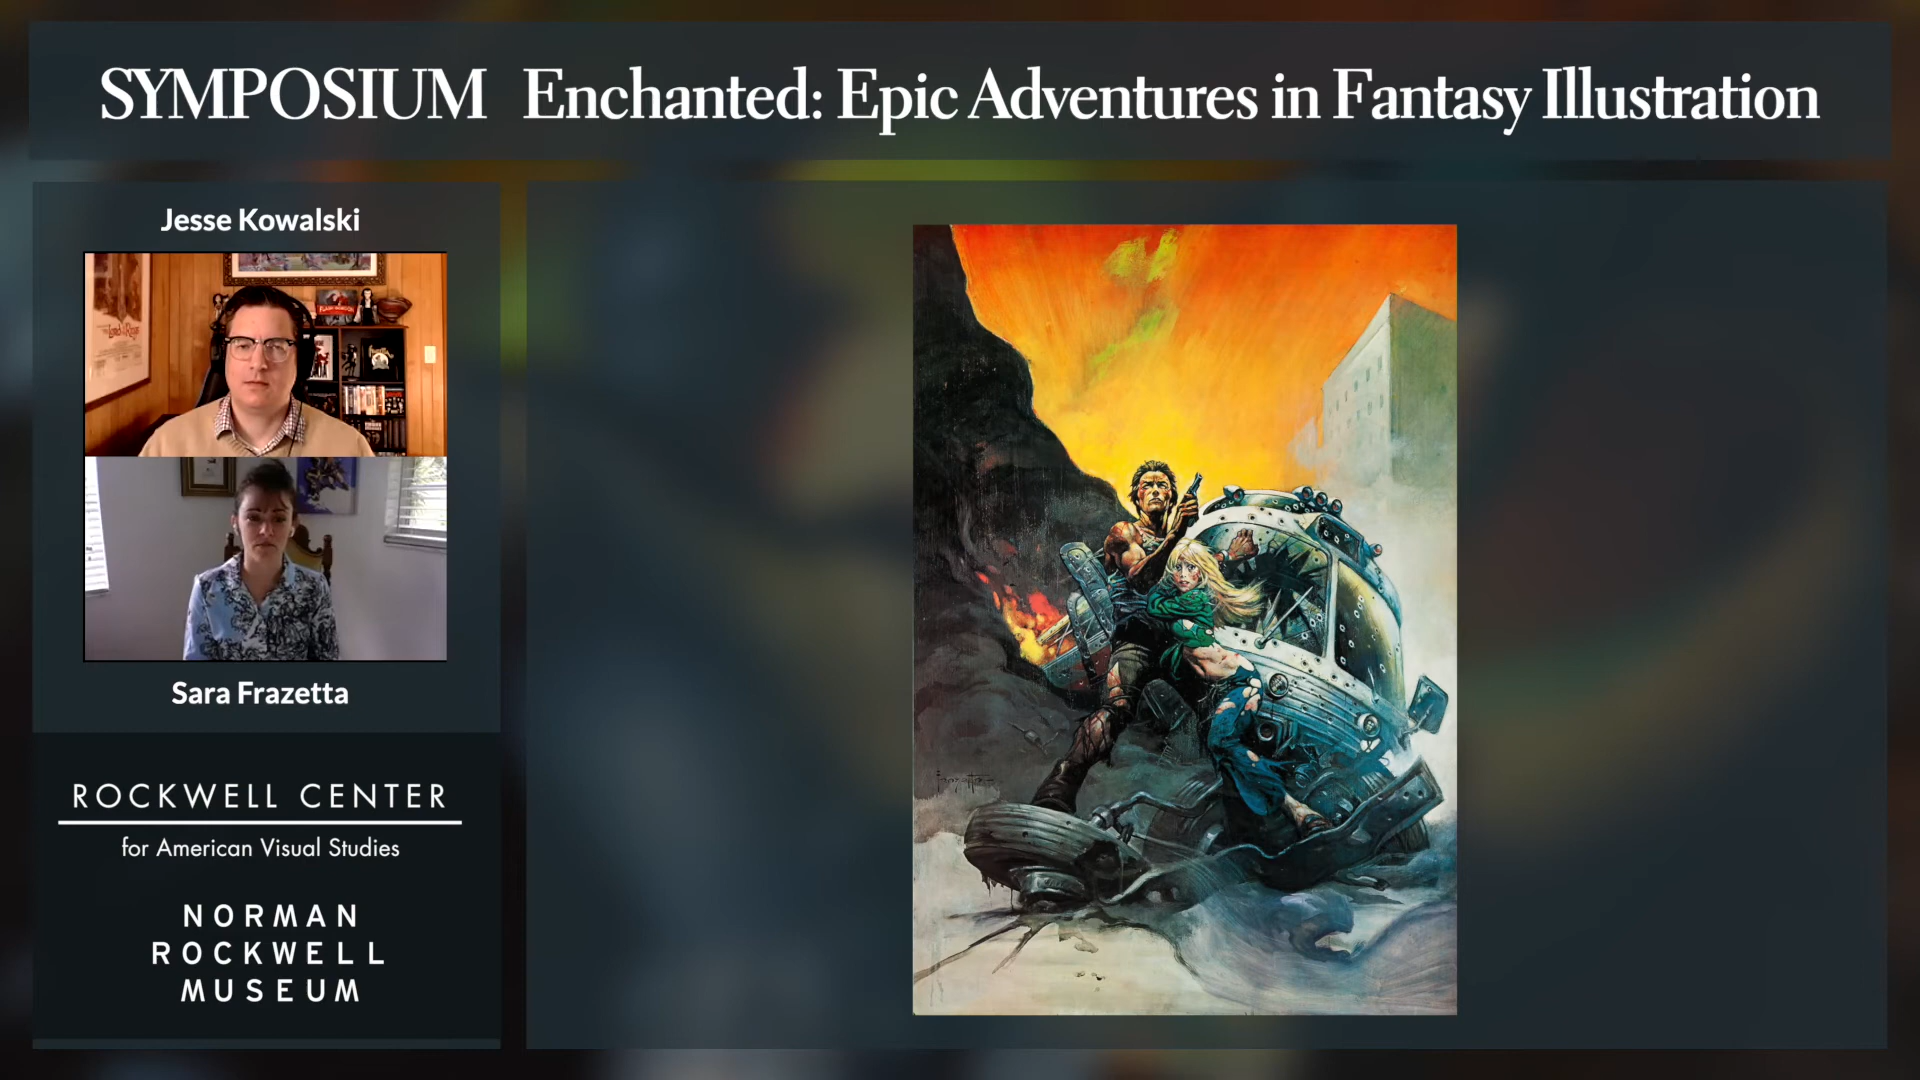 SYMPOSIUM Enchanted: Epic Adventures in Fantasy Illustration
Jesse Kowalski
Sara Frazetta
ROCKWELL CENTER
for American Visual Studies
NORMAN
ROCKWELL
MUSEUM